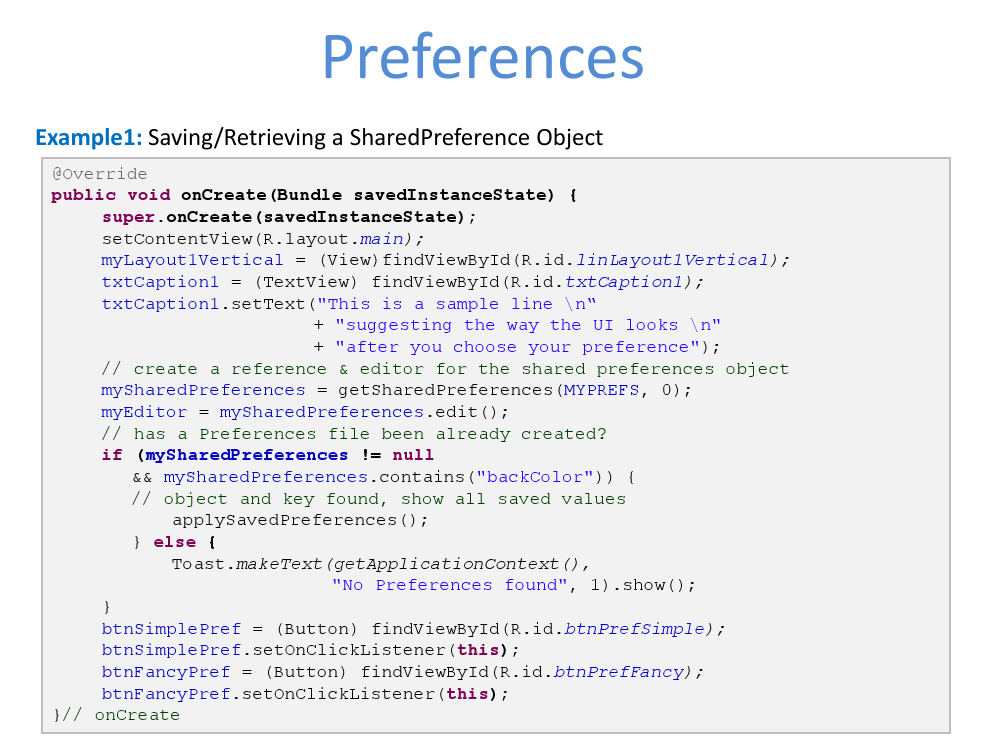 Preferences
Example1: Saving/Retrieving a SharedPreference Object
@Override
public void onCreate(Bundle savedInstanceState) {
super.onCreate(savedInstanceState);
setContentView(R.layout.main);
myLayout1Vertical = (View)findViewById(R.id.linLayout1Vertical);
txtCaption1 = (TextView) findViewById(R.id.txtCaption1);
txtCaption1.setText("This is a sample line \n“
+ "suggesting the way the UI looks \n"
+ "after you choose your preference");
// create a reference & editor for the shared preferences object
mySharedPreferences = getSharedPreferences(MYPREFS, 0);
myEditor = mySharedPreferences.edit();
// has a Preferences file been already created?
if (mySharedPreferences != null
&& mySharedPreferences.contains("backColor")) {
// object and key found, show all saved values
applySavedPreferences();
} else {
Toast.makeText(getApplicationContext(),
"No Preferences found", 1).show();
}
btnSimplePref = (Button) findViewById(R.id.btnPrefSimple);
btnSimplePref.setOnClickListener(this);
btnFancyPref = (Button) findViewById(R.id.btnPrefFancy);
btnFancyPref.setOnClickListener(this);
}// onCreate